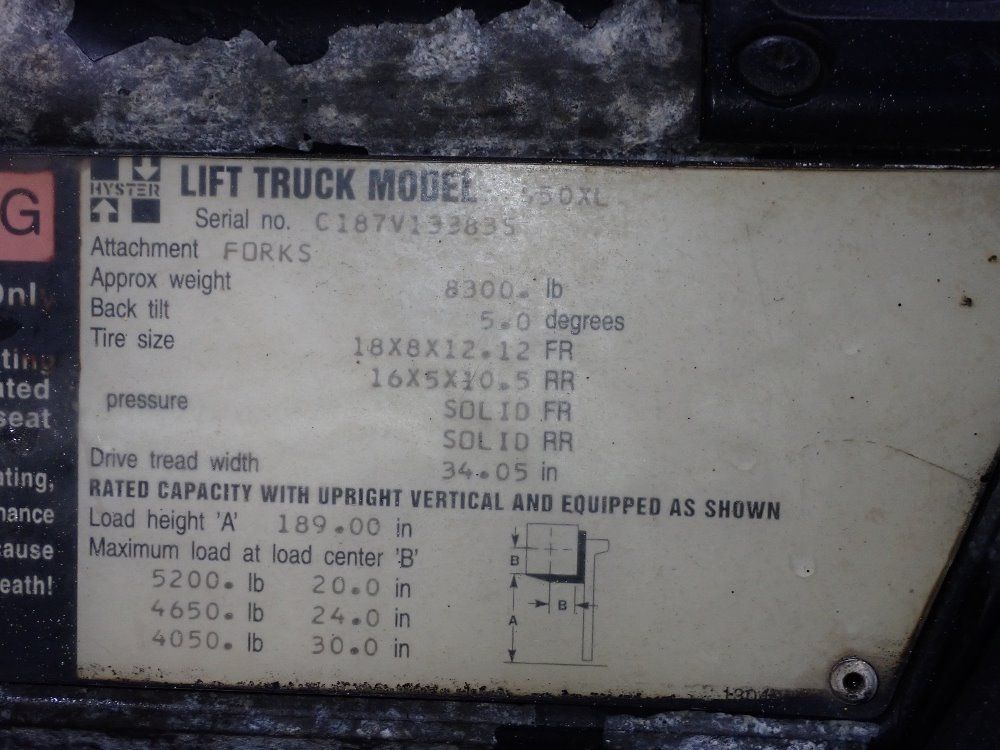 G
Only
ting
ated
seat
ating,
nance
ause
eath!
HYSTER
LIFT TRUCK MODEL 50XL
Serial no. C187V13383S
Attachment FORKS
Approx weight 8300. lb
Back tilt 5.0 degrees
Tire size 18X8X12.12 FR
16X5X10.5 RR
pressure SOLID FR
SOLID RR
Drive tread width 34.05 in
RATED CAPACITY WITH UPRIGHT VERTICAL AND EQUIPPED AS SHOWN
Load height 'A' 189.00 in
Maximum load at load center 'B'
5200. lb 20.0 in
4650. lb 24.0 in
4050. lb 30.0 in
B
B
A